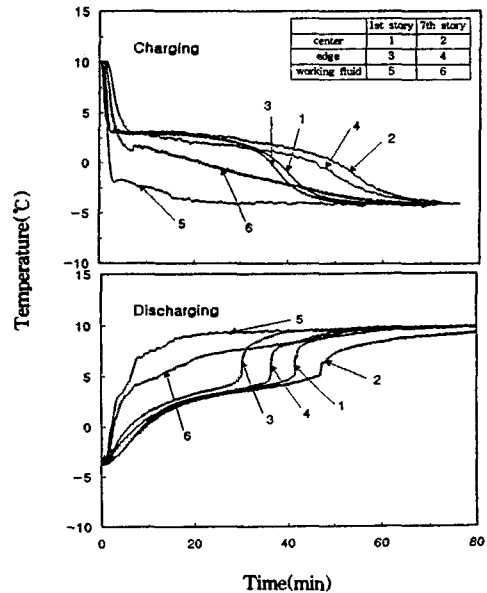 1st story 7th story
center 1 2
edge 3 4
working fluid 5 6
Charging
15
10
5
0
-5
-10
3
1
4
2
5
6
Temperature(℃)
Discharging
15
10
5
0
-5
-10
5
2
6
3
4
1
0 20 40 60 80
Time(min)